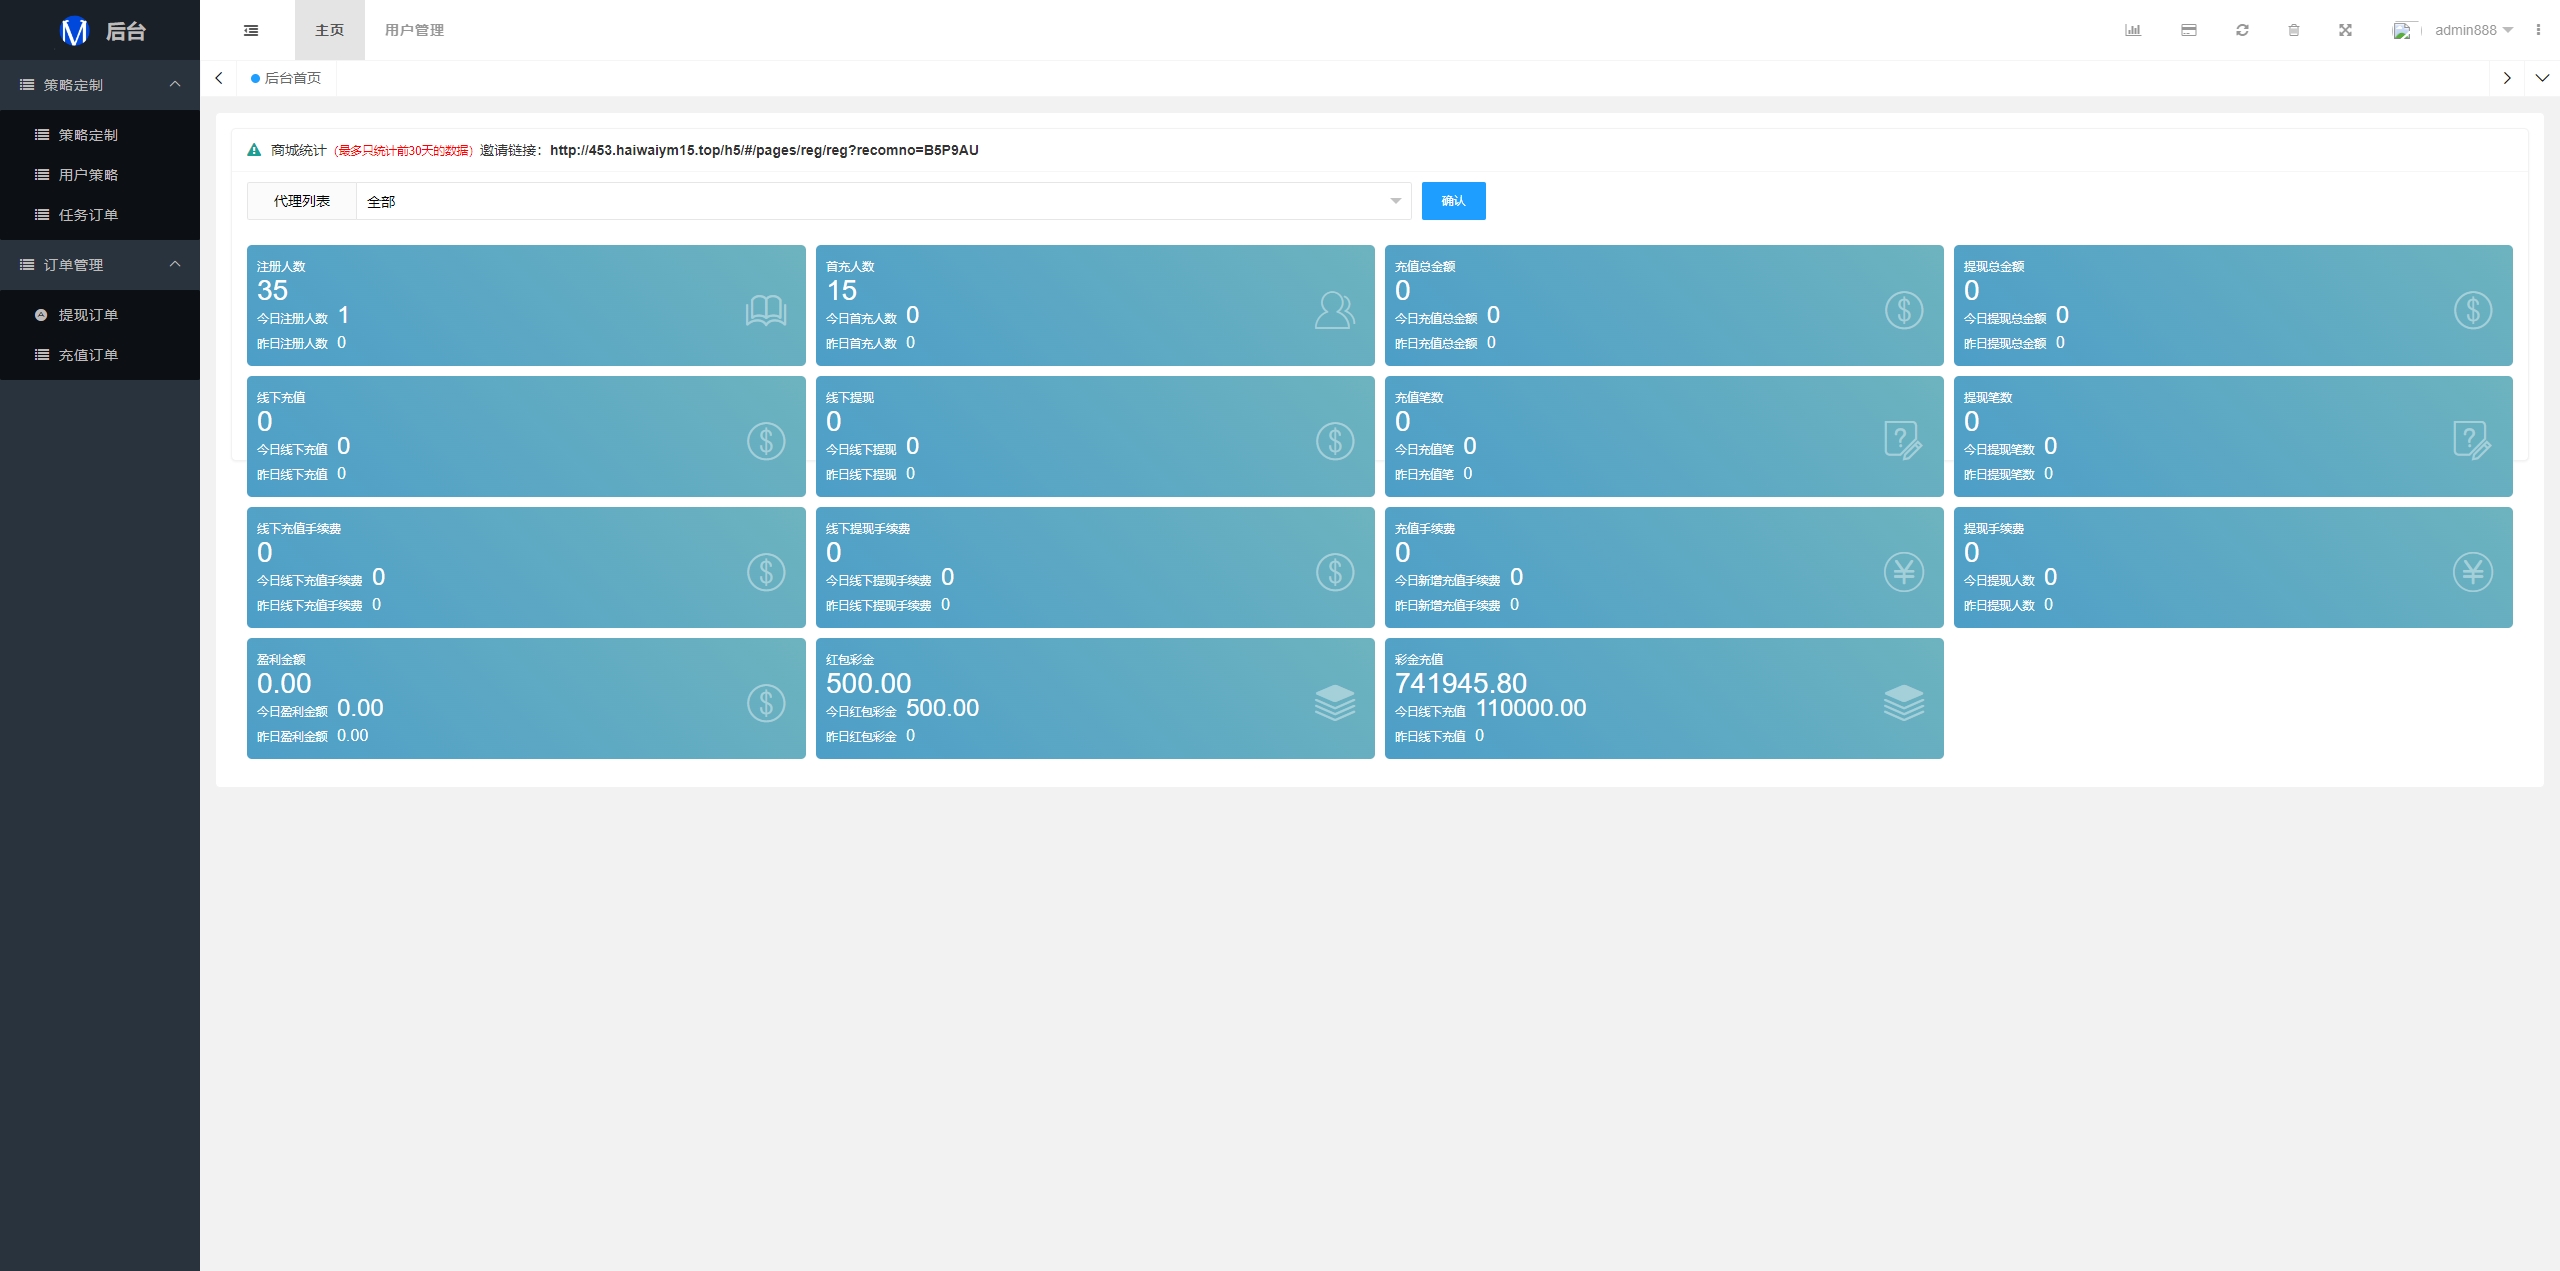 后台
主页
用户管理
admin888
策略定制
策略定制
用户策略
任务订单
订单管理
提现订单
充值订单
后台首页
商城统计（最多只统计前30天的数据）邀请链接：http://453.haiwaiym15.top/h5/#/pages/reg/reg?recomno=B5P9AU
代理列表 全部 确认
注册人数
35
今日注册人数 1
昨日注册人数 0
首充人数
15
今日首充人数 0
昨日首充人数 0
充值总金额
0
今日充值总金额 0
昨日充值总金额 0
提现总金额
0
今日提现总金额 0
昨日提现总金额 0
线下充值
0
今日线下充值 0
昨日线下充值 0
线下提现
0
今日线下提现 0
昨日线下提现 0
充值笔数
0
今日充值笔 0
昨日充值笔 0
提现笔数
0
今日提现笔数 0
昨日提现笔数 0
线下充值手续费
0
今日线下充值手续费 0
昨日线下充值手续费 0
线下提现手续费
0
今日线下提现手续费 0
昨日线下提现手续费 0
充值手续费
0
今日新增充值手续费 0
昨日新增充值手续费 0
提现手续费
0
今日提现人数 0
昨日提现人数 0
盈利金额
0.00
今日盈利金额 0.00
昨日盈利金额 0.00
红包彩金
500.00
今日红包彩金 500.00
昨日红包彩金 0
彩金充值
741945.80
今日线下充值 110000.00
昨日线下充值 0